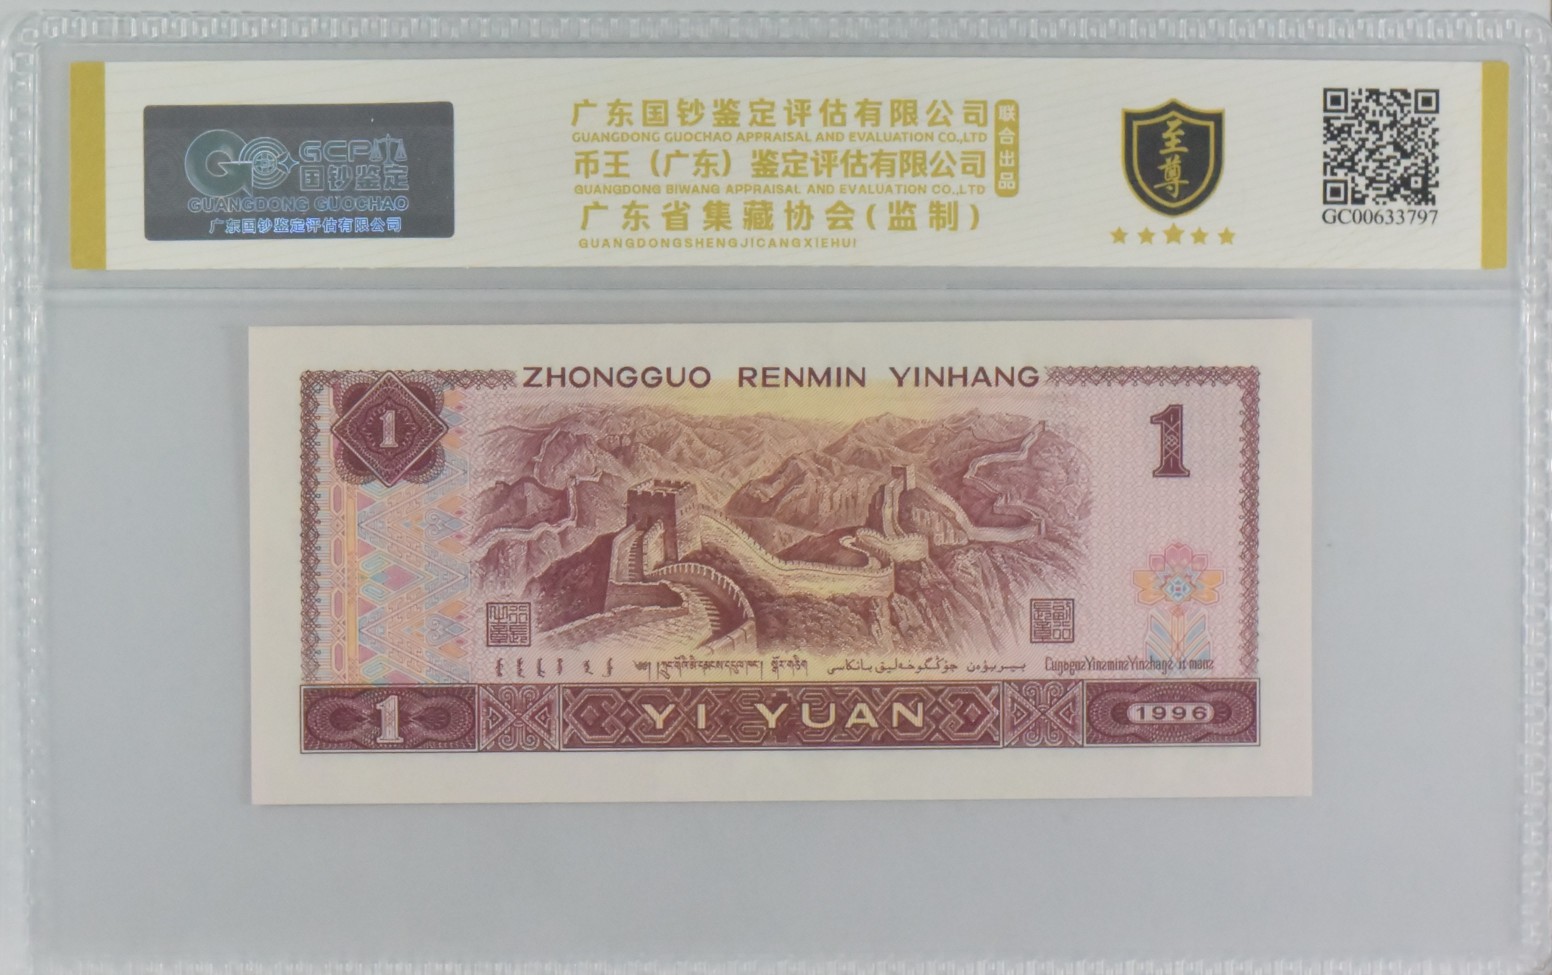 GCP
国钞鉴定
GUANGDONG GUOCHAO
广东国钞鉴定评估有限公司
广东国钞鉴定评估有限公司
GUANGDONG GUOCHAO APPRAISAL AND EVALUATION CO.,LTD
币王（广东）鉴定评估有限公司
GUANGDONG BIWANG APPRAISAL AND EVALUATION CO.,LTD
广东省集藏协会(监制)
GUANGDONGSHENGJICANGXIEHUI
联合出品
至尊
GC00633797
ZHONGGUO RENMIN YINHANG
1
1
1 YI YUAN 1996